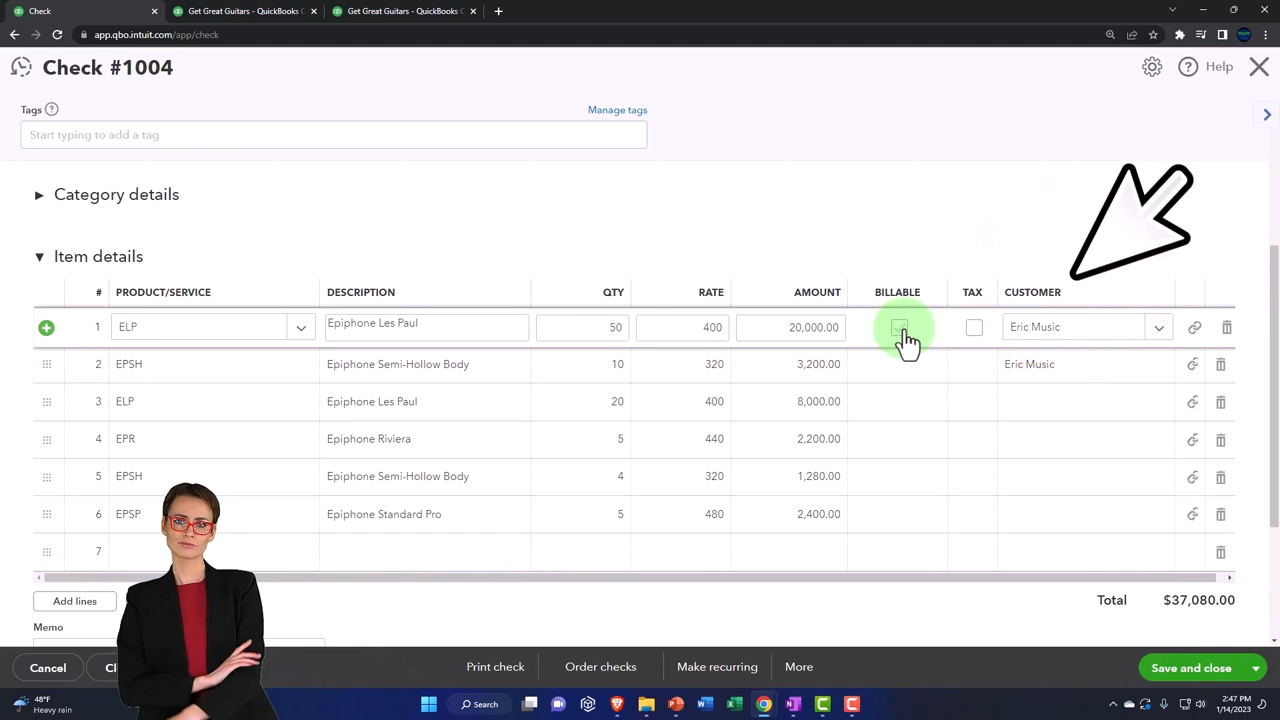 Check
Get Great Guitars - QuickBooks C
Get Great Guitars - QuickBooks C
app.qbo.intuit.com/app/check
Check #1004
Help
Tags
Manage tags
Start typing to add a tag
Category details
Item details
# PRODUCT/SERVICE DESCRIPTION QTY RATE AMOUNT BILLABLE TAX CUSTOMER
1 ELP Epiphone Les Paul 50 400 20,000.00 Eric Music
2 EPSH Epiphone Semi-Hollow Body 10 320 3,200.00 Eric Music
3 ELP Epiphone Les Paul 20 400 8,000.00
4 EPR Epiphone Riviera 5 440 2,200.00
5 EPSH Epiphone Semi-Hollow Body 4 320 1,280.00
6 EPSP Epiphone Standard Pro 5 480 2,400.00
7
Add lines
Total $37,080.00
Memo
Cancel
Print check
Order checks
Make recurring
More
Save and close
48°F
Heavy rain
Search
2:47 PM
1/14/2023